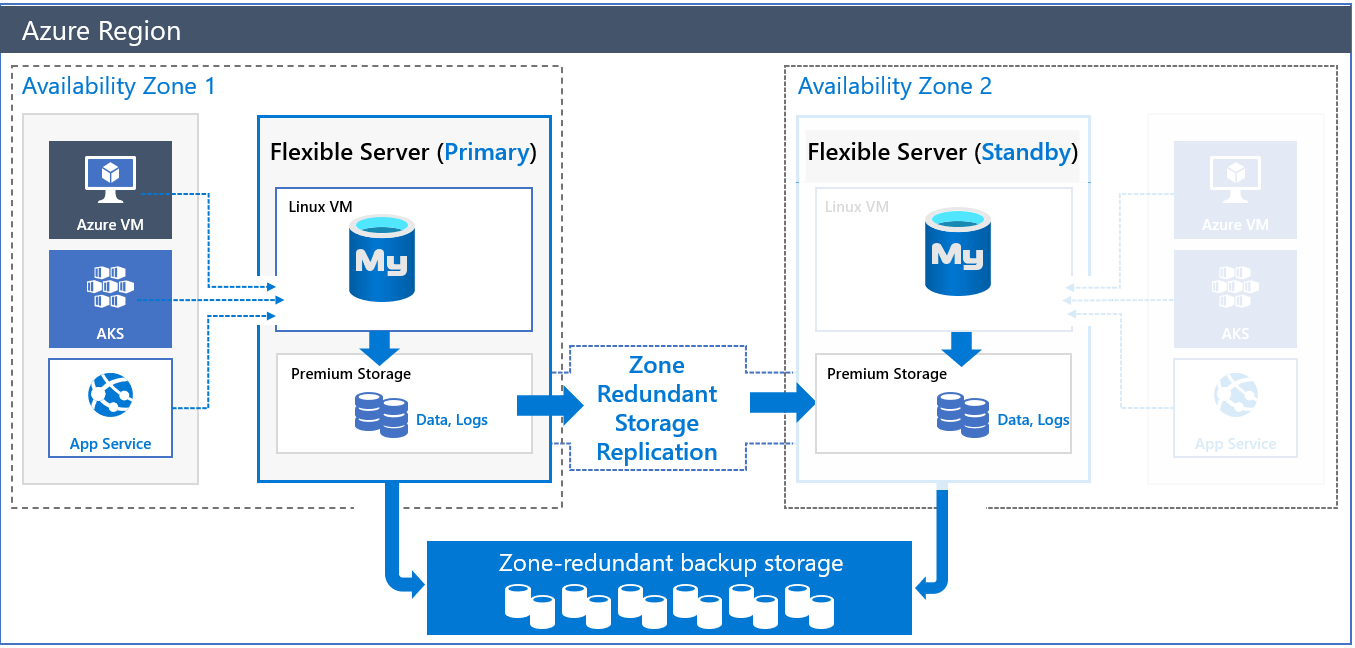 Azure Region
Availability Zone 1
Azure VM
AKS
App Service
Flexible Server (Primary)
Linux VM
My
Premium Storage
Data, Logs
Zone
Redundant
Storage
Replication
Availability Zone 2
Flexible Server (Standby)
Linux VM
My
Premium Storage
Data, Logs
Azure VM
AKS
App Service
Zone-redundant backup storage